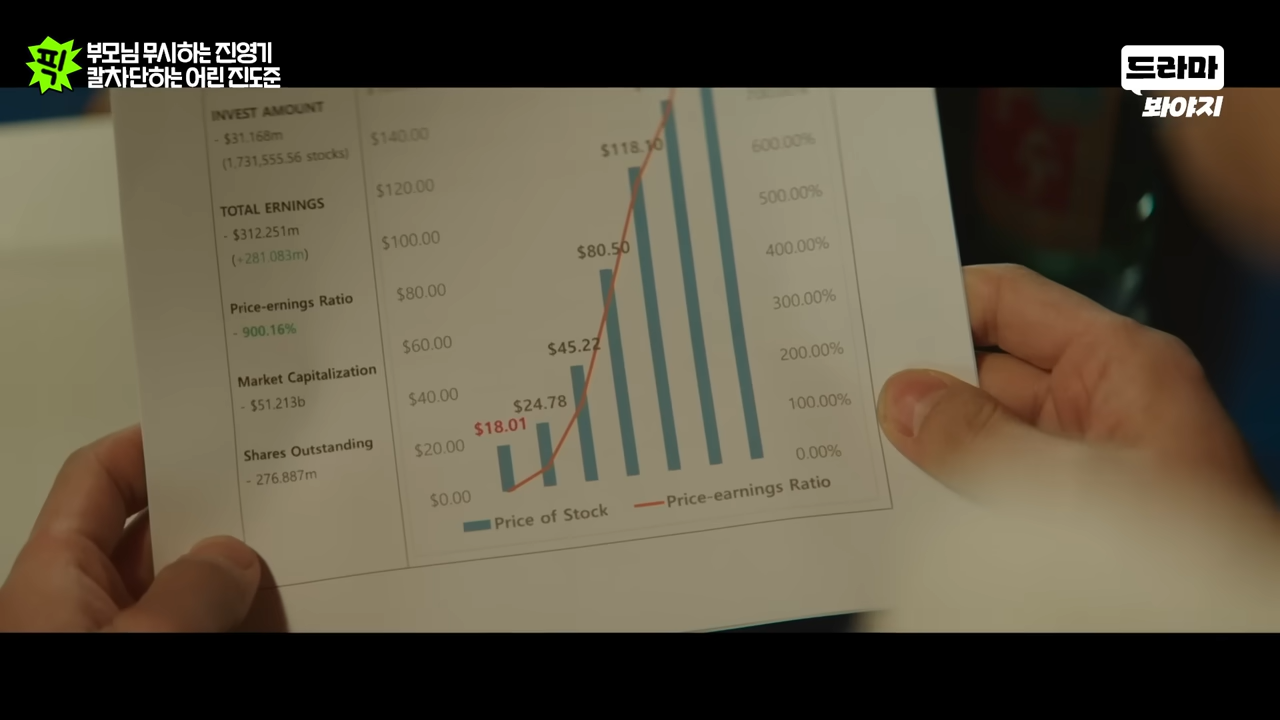 픽
부모님 무시하는 진영기
칼차단하는 어린 진도준
드라마
봐야지
INVEST AMOUNT
- $31.168m
(1,731,555.56 stocks)
TOTAL ERNINGS
- $312.251m
(+281.083m)
Price-ernings Ratio
- 900.16%
Market Capitalization
- $51.213b
Shares Outstanding
- 276.887m
$140.00
$120.00
$100.00
$80.00
$60.00
$40.00
$20.00
$0.00
$18.01
$24.78
$45.22
$80.50
$118.10
600.00%
500.00%
400.00%
300.00%
200.00%
100.00%
0.00%
Price of Stock
Price-earnings Ratio